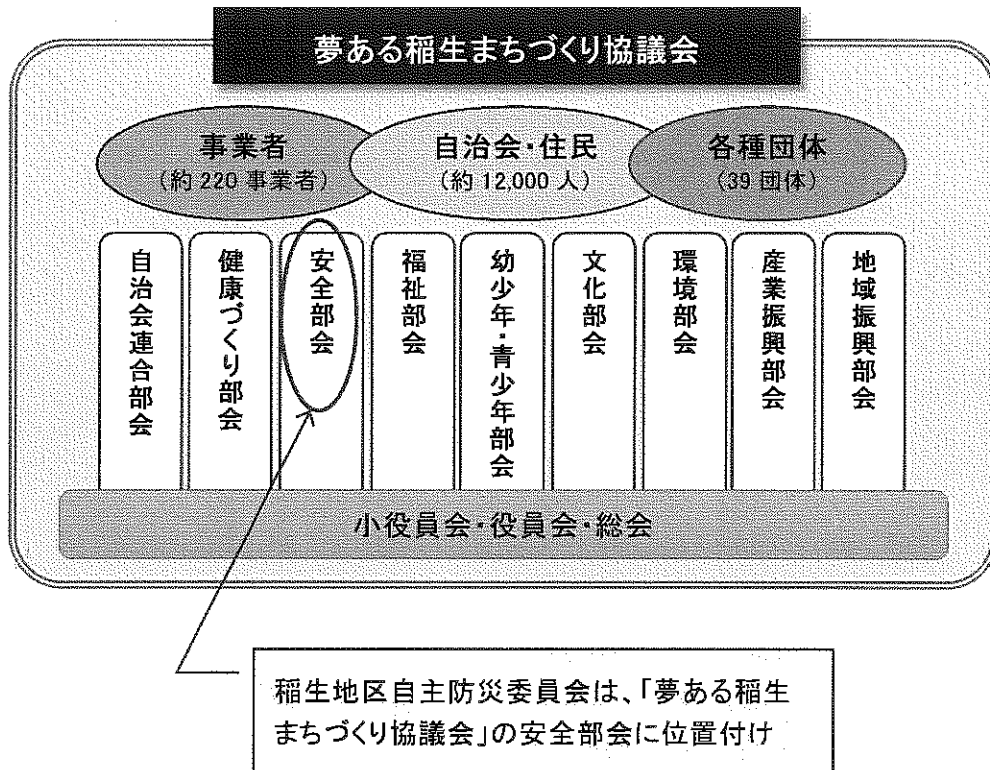 夢ある稲生まちづくり協議会
事業者
(約220事業者)
自治会・住民
(約12,000人)
各種団体
(39団体)
自治会連合部会
健康づくり部会
安全部会
福祉部会
幼少年・青少年部会
文化部会
環境部会
産業振興部会
地域振興部会
小役員会・役員会・総会
稲生地区自主防災委員会は、「夢ある稲生
まちづくり協議会」の安全部会に位置付け